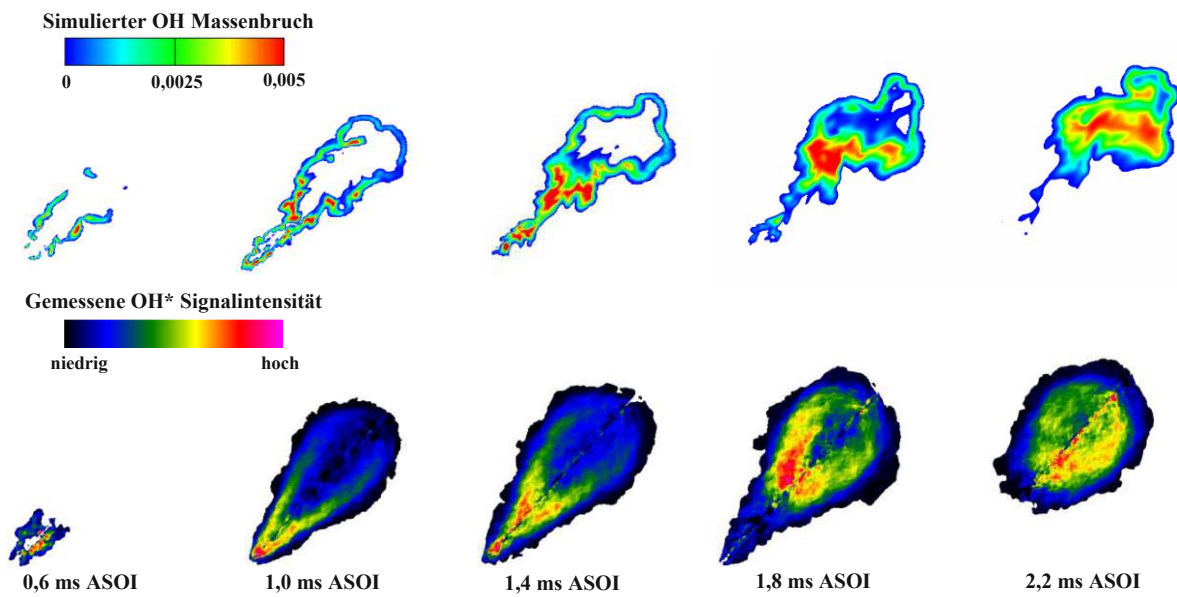 Simulierter OH Massenbruch
0 0,0025 0,005
Gemessene OH* Signalintensität
niedrig hoch
0,6 ms ASOI 1,0 ms ASOI 1,4 ms ASOI 1,8 ms ASOI 2,2 ms ASOI